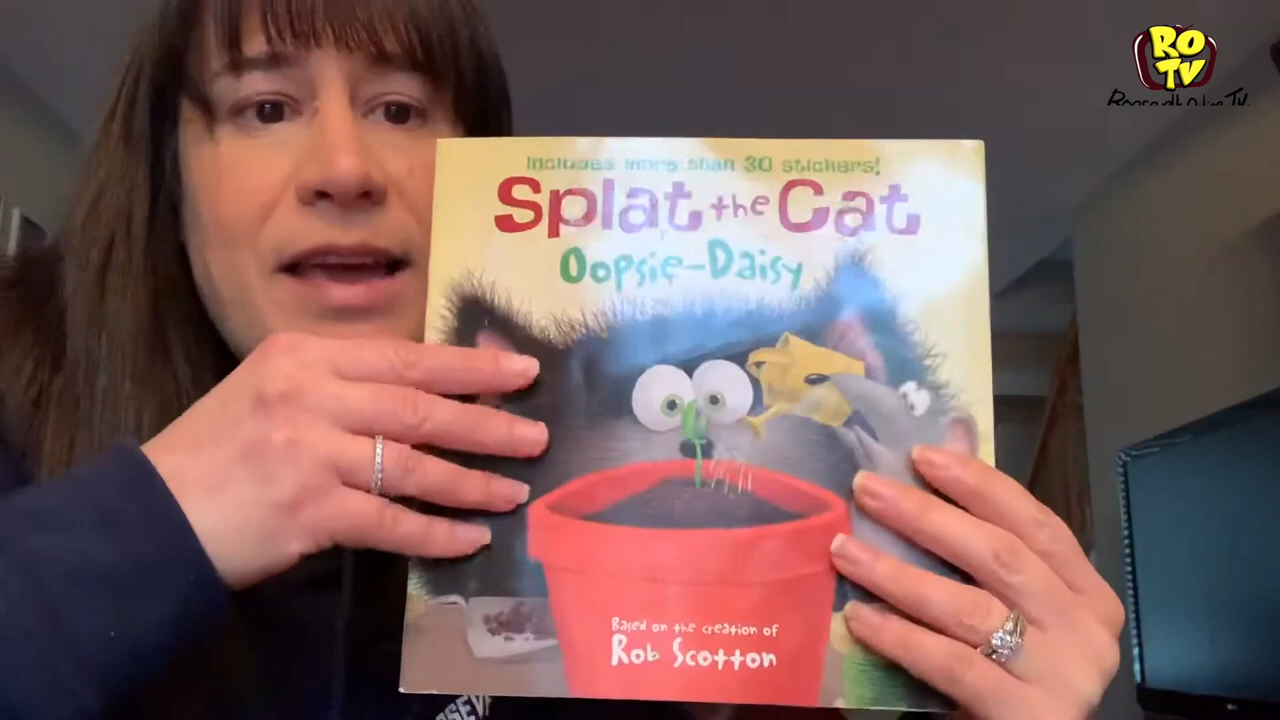 RO
TV
Includes more than 30 stickers!
Splat the Cat
Oopsie-Daisy
Based on the creation of
Rob Scotton